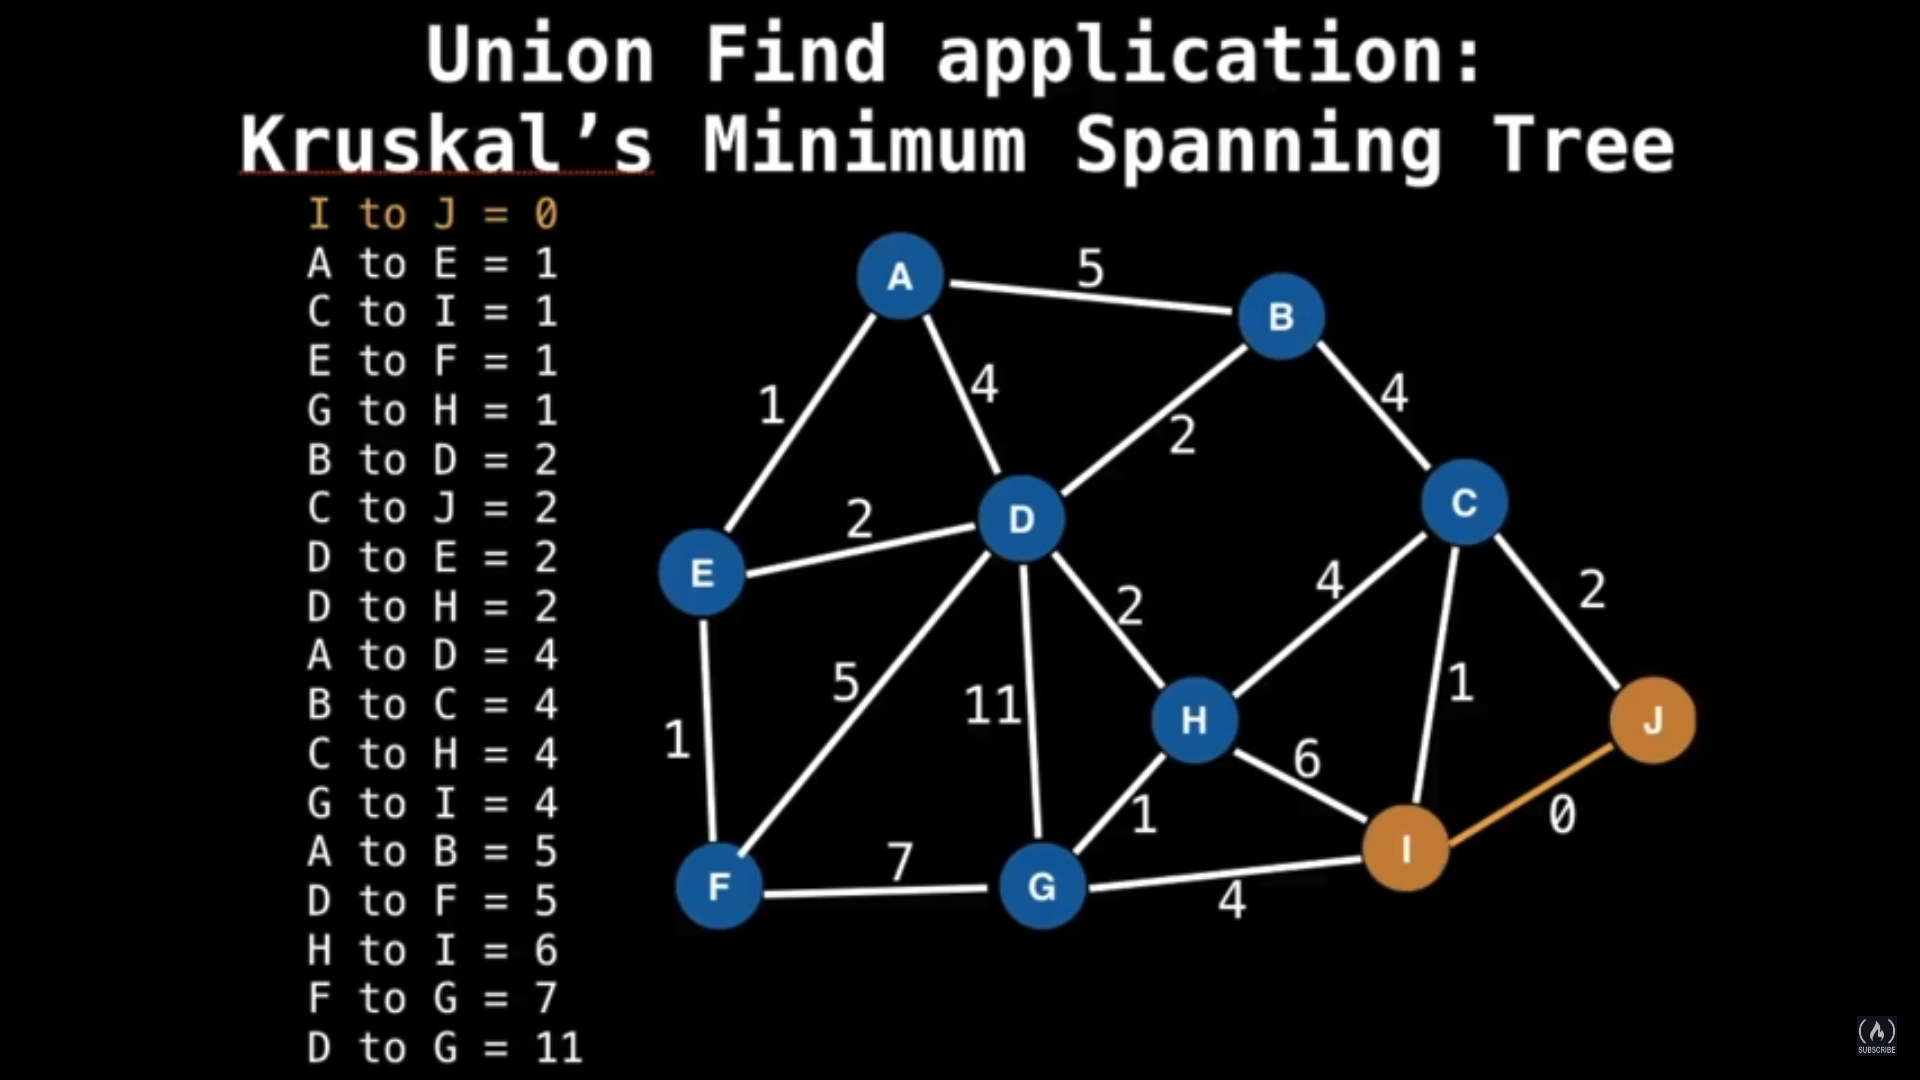 Union Find application:
Kruskal’s Minimum Spanning Tree
I to J = 0
A to E = 1
C to I = 1
E to F = 1
G to H = 1
B to D = 2
C to J = 2
D to E = 2
D to H = 2
A to D = 4
B to C = 4
C to H = 4
G to I = 4
A to B = 5
D to F = 5
H to I = 6
F to G = 7
D to G = 11
A
5
B
1
4
2
4
D
C
E
2
2
4
2
5
11
1
1
H
J
6
1
0
7
I
F
G
4
SUBSCRIBE